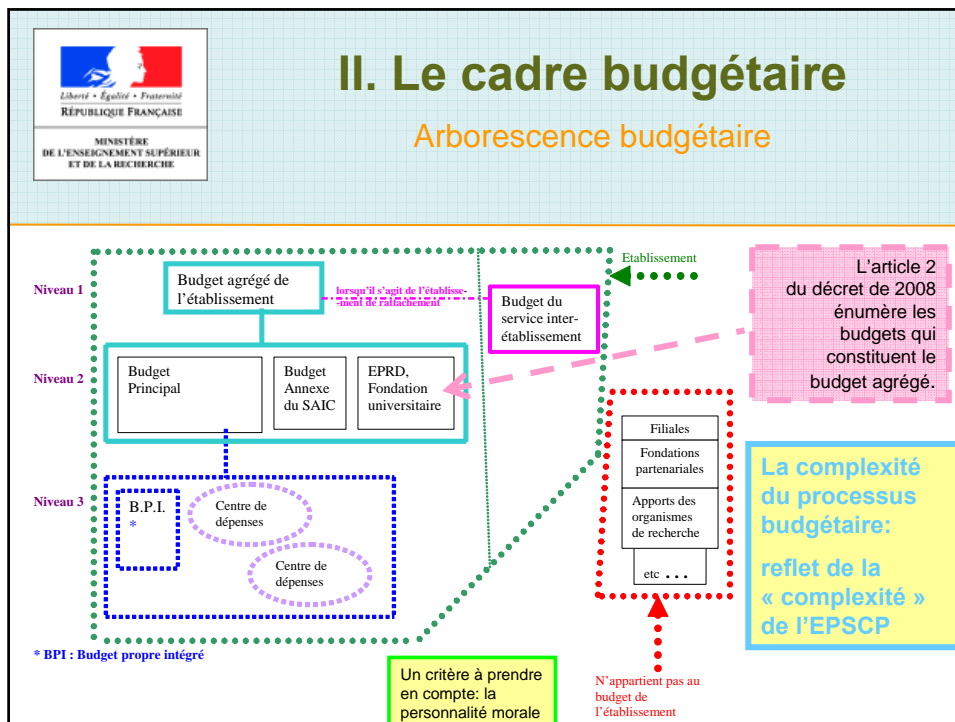 Liberté • Égalité • Fraternité
RÉPUBLIQUE FRANÇAISE
MINISTÈRE
DE L'ENSEIGNEMENT SUPÉRIEUR
ET DE LA RECHERCHE
II. Le cadre budgétaire
Arborescence budgétaire
Niveau 1
Budget agrégé de
l'établissement
lorsqu'il s'agit de l'établisse-
-ment de rattachement
Budget du
service inter-
établissement
Etablissement
L'article 2
du décret de 2008
énumère les
budgets qui
constituent le
budget agrégé.
Niveau 2
Budget
Principal
Budget
Annexe
du SAIC
EPRD,
Fondation
universitaire
Filiales
Fondations
partenariales
Apports des
organismes
de recherche
etc ...
Niveau 3
B.P.I.
*
Centre de
dépenses
Centre de
dépenses
La complexité
du processus
budgétaire:
reflet de la
« complexité »
de l'EPSCP
* BPI : Budget propre intégré
Un critère à prendre
en compte: la
personnalité morale
N'appartient pas au
budget de
l'établissement